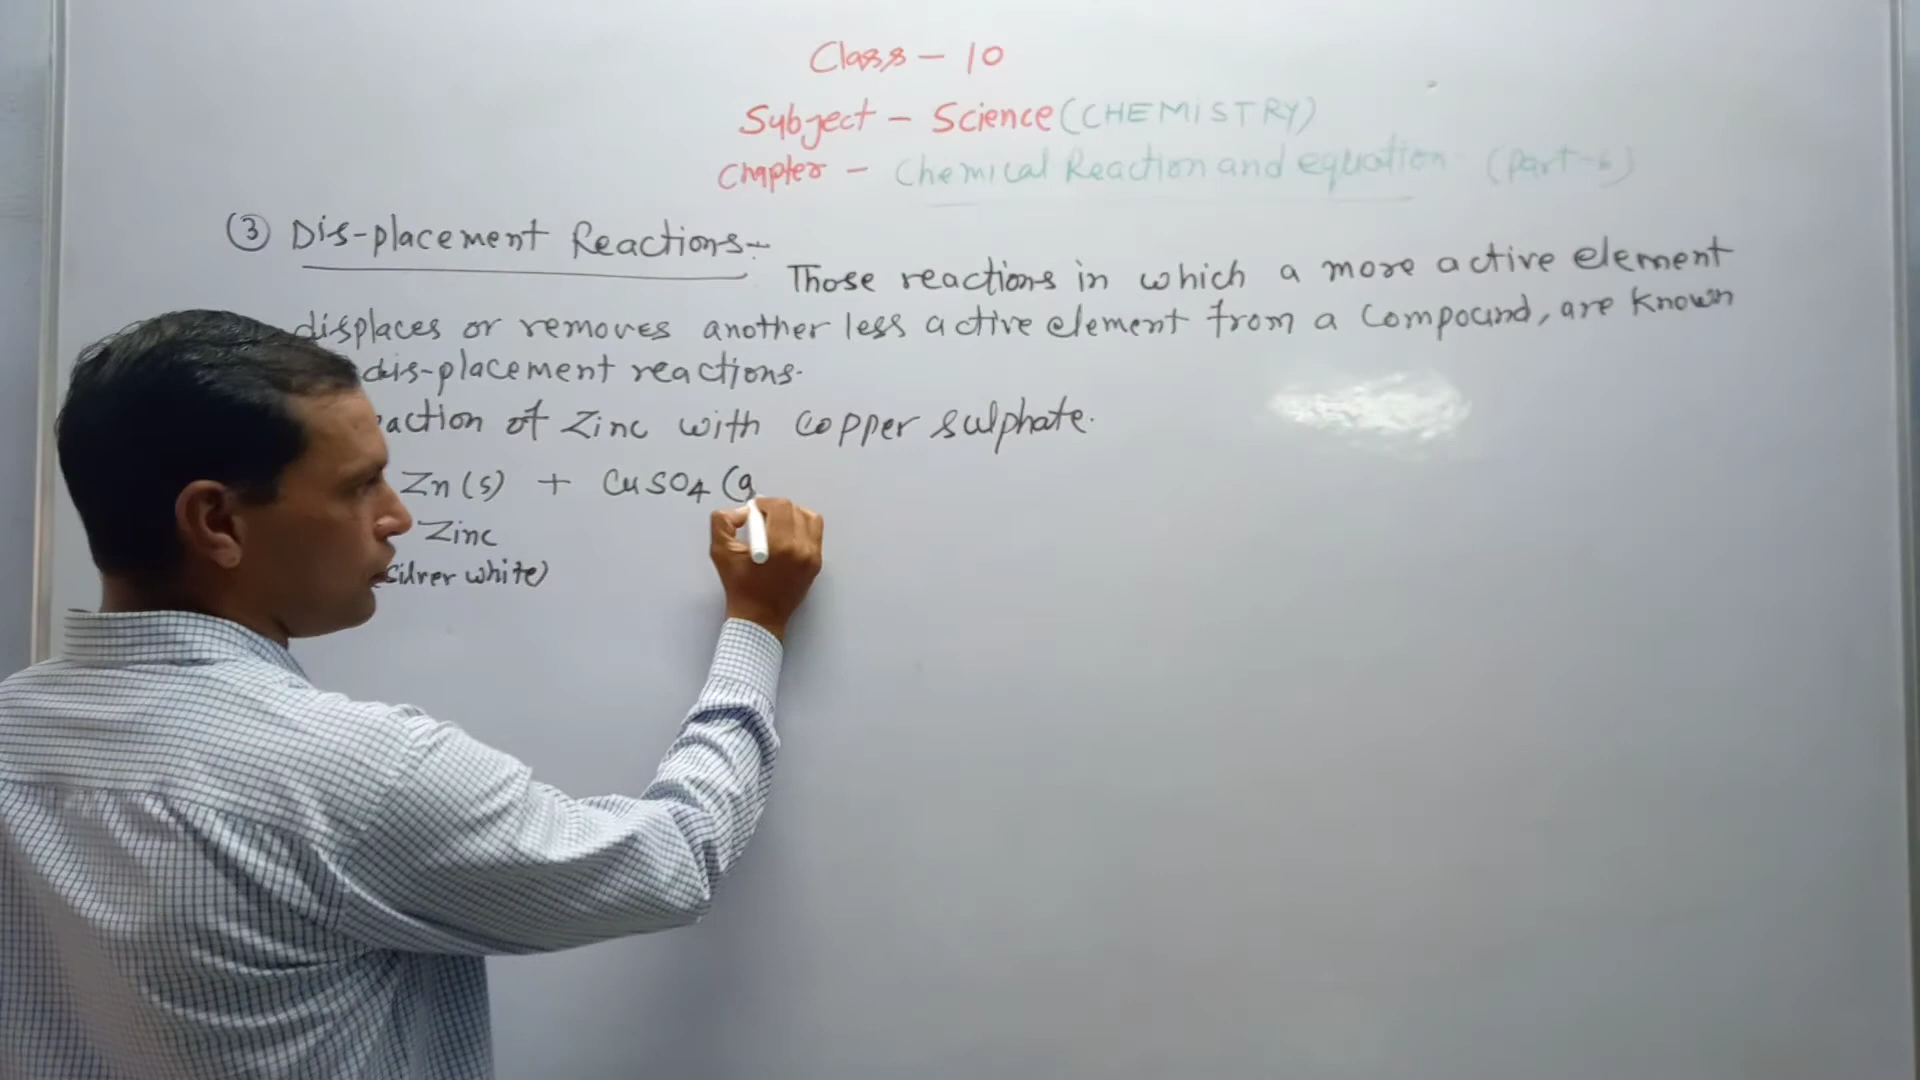 Class - 10
Subject - Science (CHEMISTRY)
Chapter - Chemical Reaction and equation (Part-6)
(3) Dis-placement Reactions-
Those reactions in which a more active element
displaces or removes another less active element from a compound, are known
dis-placement reactions.
action of Zinc with copper sulphate.
Zn (s) + CuSO4 (a
Zinc
(Silver white)